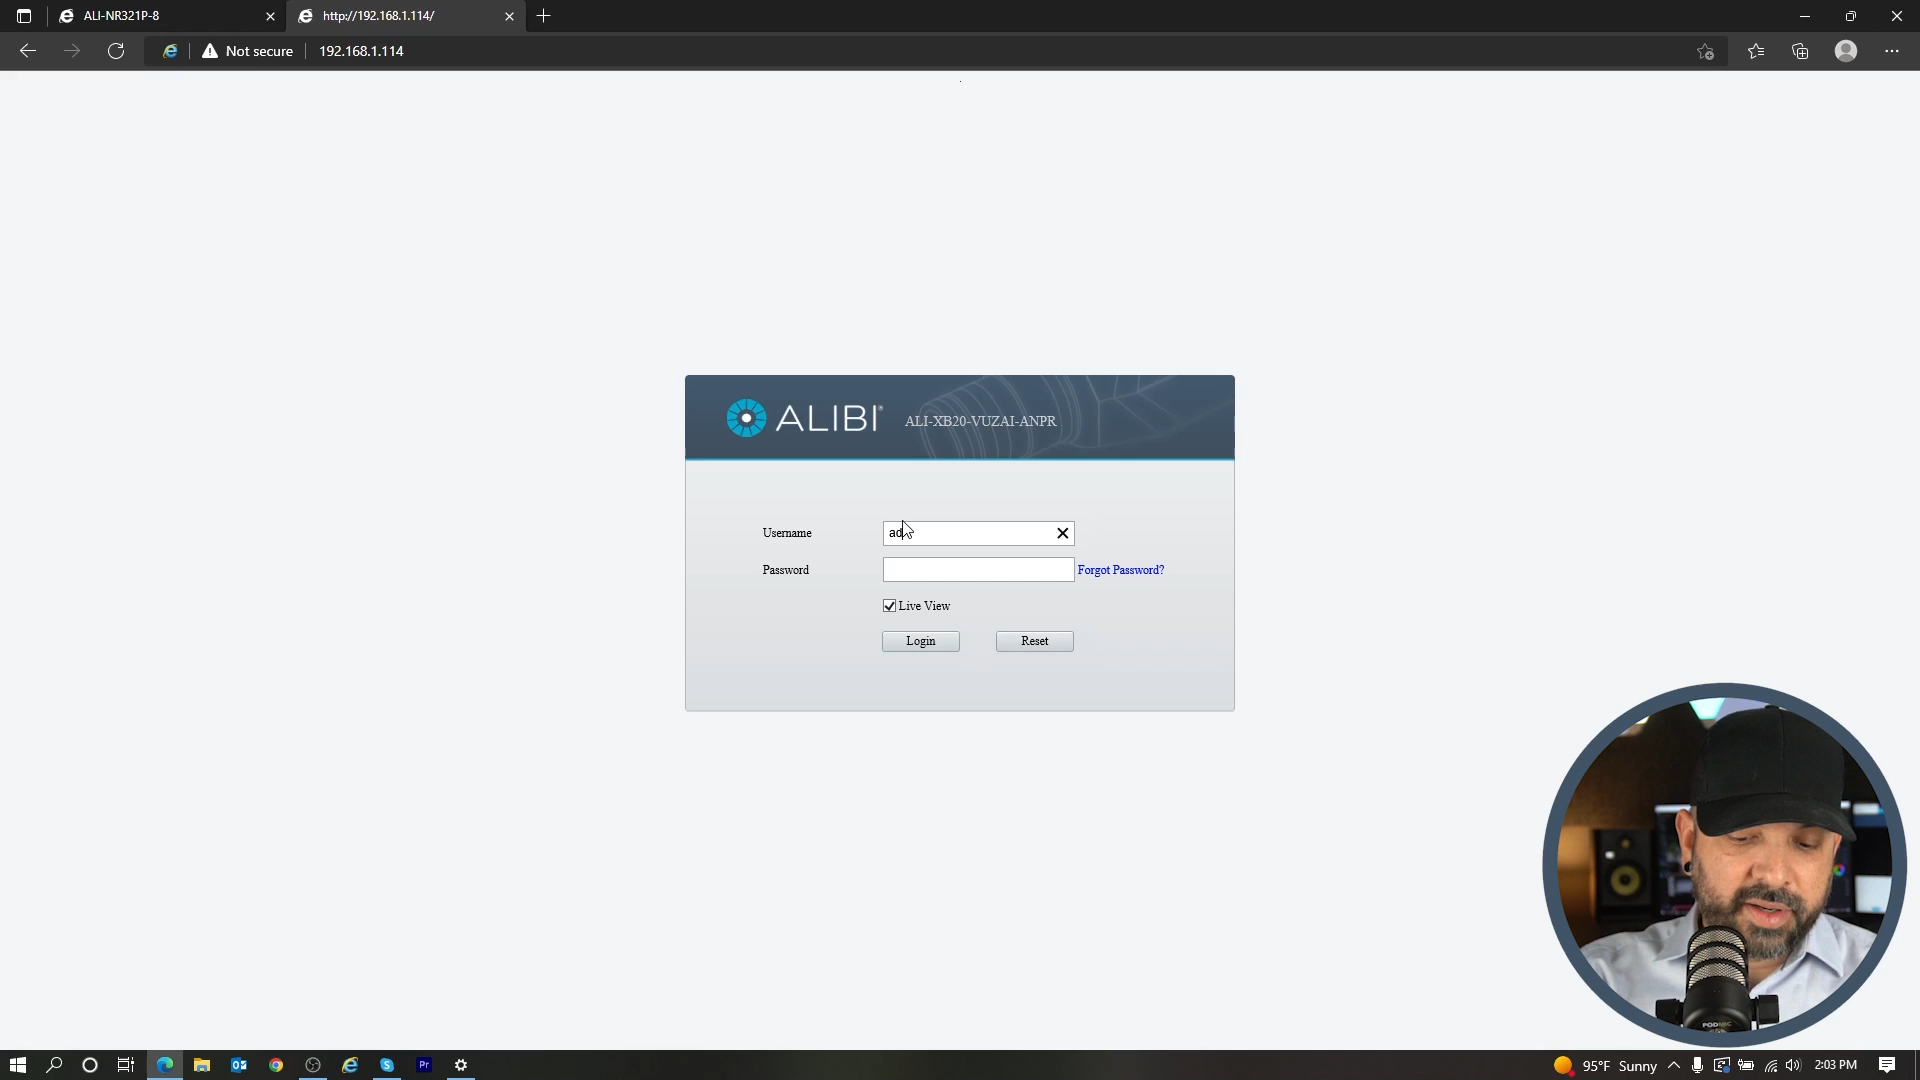 ALI-NR321P-8
http://192.168.1.114/
Not secure
192.168.1.114
ALIBI® ALI-XB20-VUZAI-ANPR
Username
ad
Password
Forgot Password?
Live View
Login
Reset
PODMIC
95°F Sunny
2:03 PM